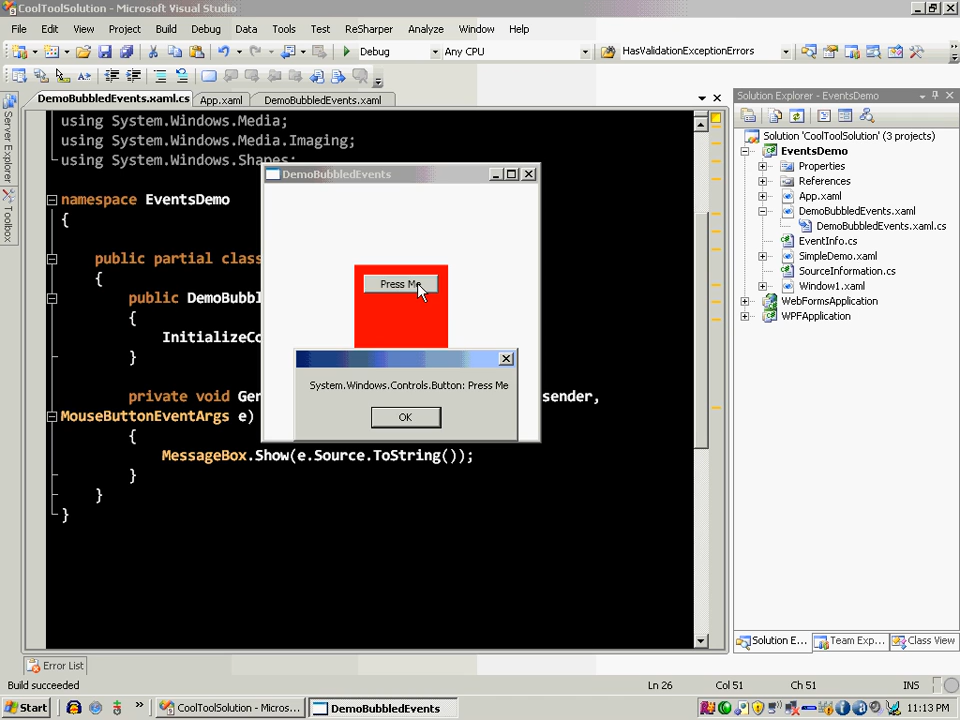 CoolToolSolution - Microsoft Visual Studio
File Edit View Project Build Debug Data Tools Test ReSharper Analyze Window Help
Debug Any CPU HasValidationExceptionErrors
DemoBubbledEvents.xaml.cs App.xaml DemoBubbledEvents.xaml
Server Explorer
Toolbox
using System.Windows.Media;
using System.Windows.Media.Imaging;
using System.Windows.Shapes;
namespace EventsDemo
{
public partial class
{
public DemoBubbl
{
InitializeCo
}
private void Gen sender,
MouseButtonEventArgs e)
{
MessageBox.Show(e.Source.ToString());
}
}
}
DemoBubbledEvents
Press Me
System.Windows.Controls.Button: Press Me
OK
Solution Explorer - EventsDemo
Solution 'CoolToolSolution' (3 projects)
EventsDemo
Properties
References
App.xaml
DemoBubbledEvents.xaml
DemoBubbledEvents.xaml.cs
EventInfo.cs
SimpleDemo.xaml
SourceInformation.cs
Window1.xaml
WebFormsApplication
WPFApplication
Solution E... Team Exp... Class View
Error List
Build succeeded Ln 26 Col 51 Ch 51 INS
Start CoolToolSolution - Micros... DemoBubbledEvents 11:13 PM